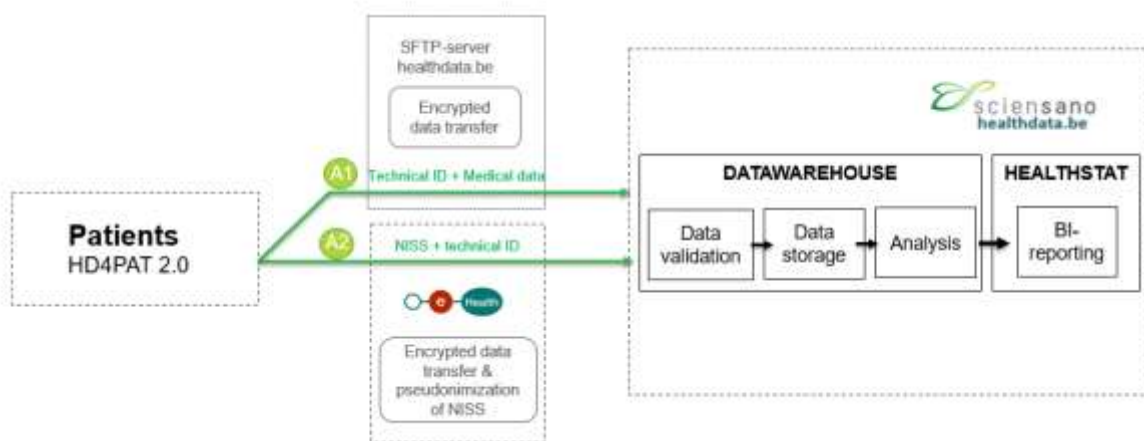 SFTP-server
healthdata.be
Encrypted
data transfer
A1
Technical ID + Medical data
Patients
HD4PAT 2.0
A2
NISS + technical ID
e
Health
Encrypted data
transfer &
pseudonimization
of NISS
sciensano
healthdata.be
DATAWAREHOUSE
HEALTHSTAT
Data
validation
Data
storage
Analysis
BI-
reporting